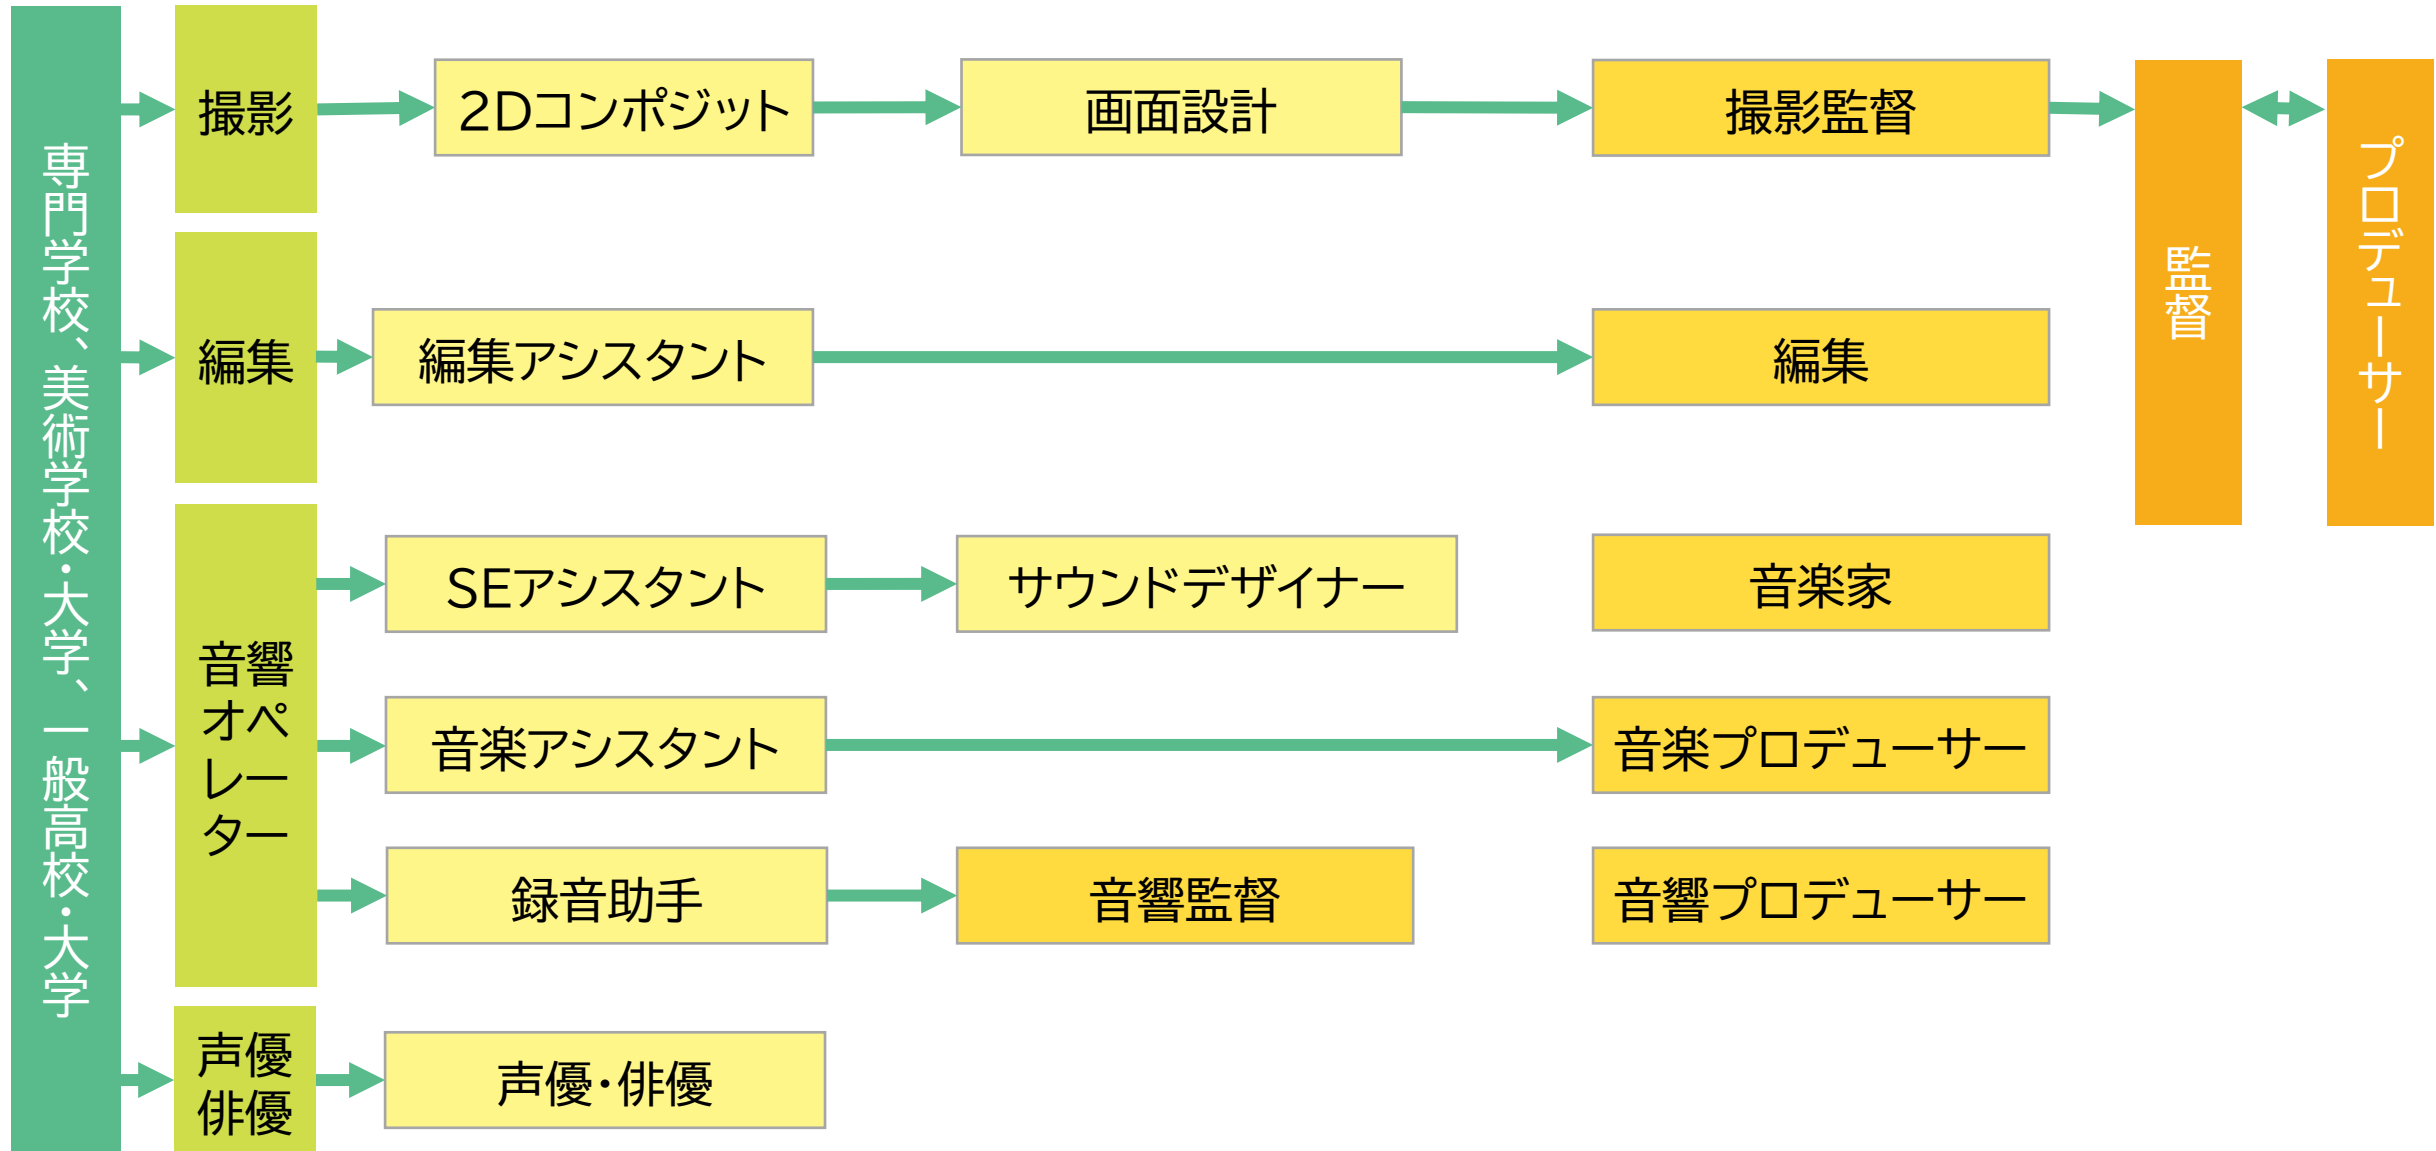 専門学校、美術学校・大学、一般高校・大学
撮影
2Dコンポジット
画面設計
撮影監督
監督
プロデューサー
編集
編集アシスタント
編集
音響
オペ
レー
ター
SEアシスタント
サウンドデザイナー
音楽家
音楽アシスタント
音楽プロデューサー
録音助手
音響監督
音響プロデューサー
声優
俳優
声優・俳優